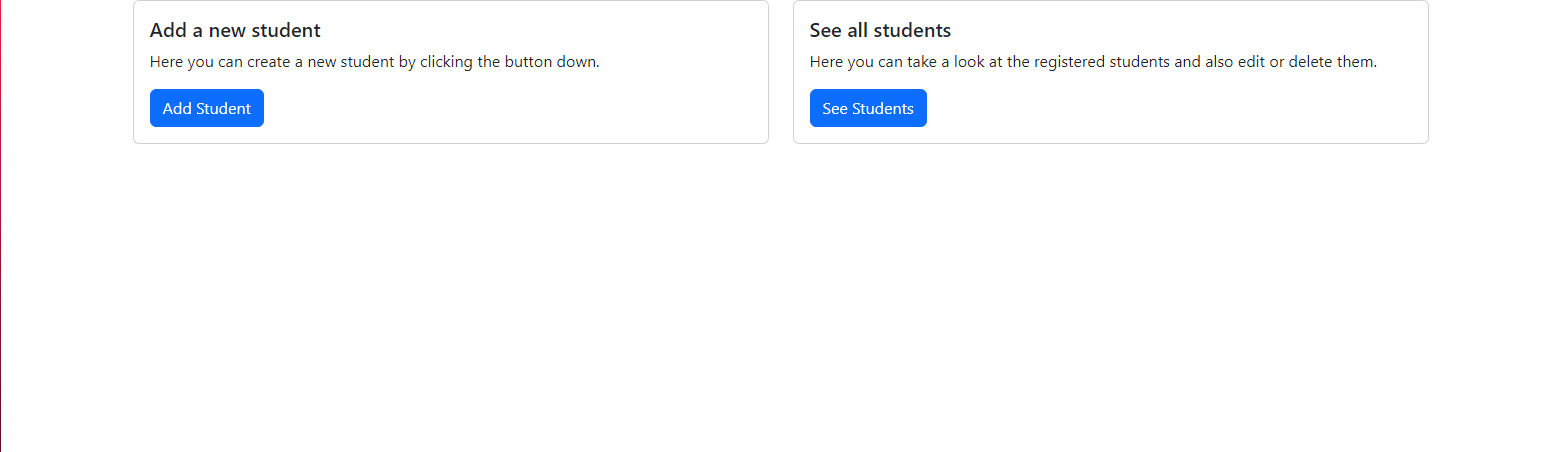 Add a new student
Here you can create a new student by clicking the button down.
Add Student
See all students
Here you can take a look at the registered students and also edit or delete them.
See Students